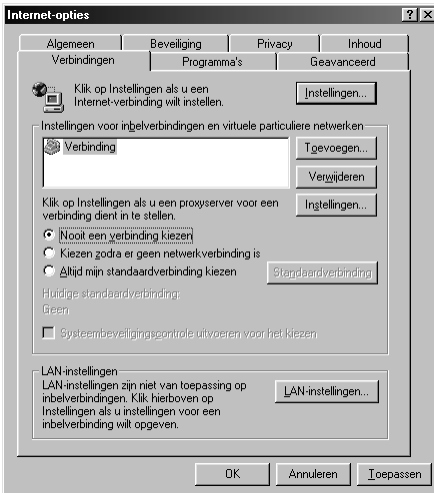 Internet-opties
Algemeen Beveiliging Privacy Inhoud
Verbindingen Programma's Geavanceerd
Klik op Instellingen als u een
Internet-verbinding wilt instellen.
Instellingen...
Instellingen voor inbelverbindingen en virtuele particuliere netwerken
Verbinding
Toevoegen...
Verwijderen
Klik op Instellingen als u een proxyserver voor een
verbinding dient in te stellen.
Instellingen...
Nooit een verbinding kiezen
Kiezen zodra er geen netwerkverbinding is
Altijd mijn standaardverbinding kiezen
Standaardverbinding
Huidige standaardverbinding:
Geen
Systeembeveiligingscontrole uitvoeren voor het kiezen
LAN-instellingen
LAN-instellingen zijn niet van toepassing op
inbelverbindingen. Klik hierboven op
Instellingen als u instellingen voor een
inbelverbinding wilt opgeven.
LAN-instellingen...
OK Annuleren Toepassen